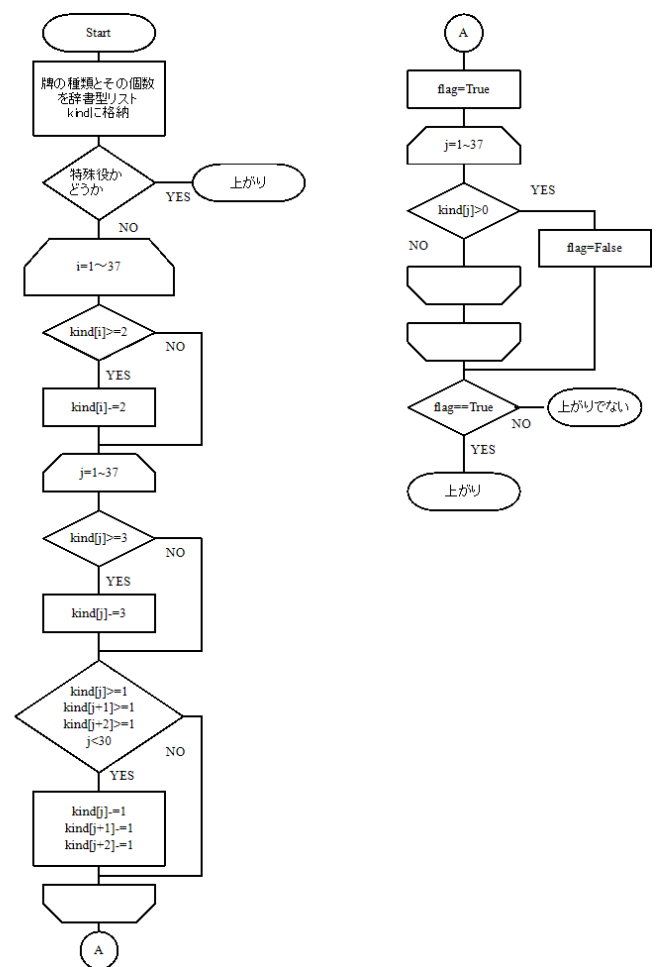 Start
牌の種類とその個数
を辞書型リスト
kindに格納
特殊役か
どうか
YES
上がり
NO
i=1～37
kind[i]>=2
NO
YES
kind[i]-=2
j=1~37
kind[j]>=3
NO
YES
kind[j]-=3
kind[j]>=1
kind[j+1]>=1
kind[j+2]>=1
j<30
NO
YES
kind[j]-=1
kind[j+1]-=1
kind[j+2]-=1
A
A
flag=True
j=1~37
YES
kind[j]>0
NO
flag=False
flag==True
上がりでない
NO
YES
上がり